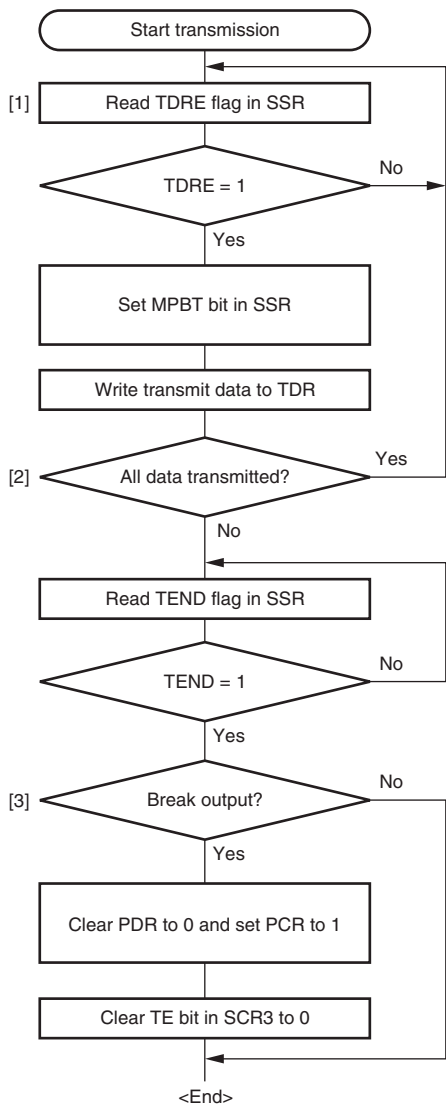 Start transmission
[1]
Read TDRE flag in SSR
TDRE = 1
No
Yes
Set MPBT bit in SSR
Write transmit data to TDR
[2]
All data transmitted?
Yes
No
Read TEND flag in SSR
TEND = 1
No
Yes
[3]
Break output?
No
Yes
Clear PDR to 0 and set PCR to 1
Clear TE bit in SCR3 to 0
<End>